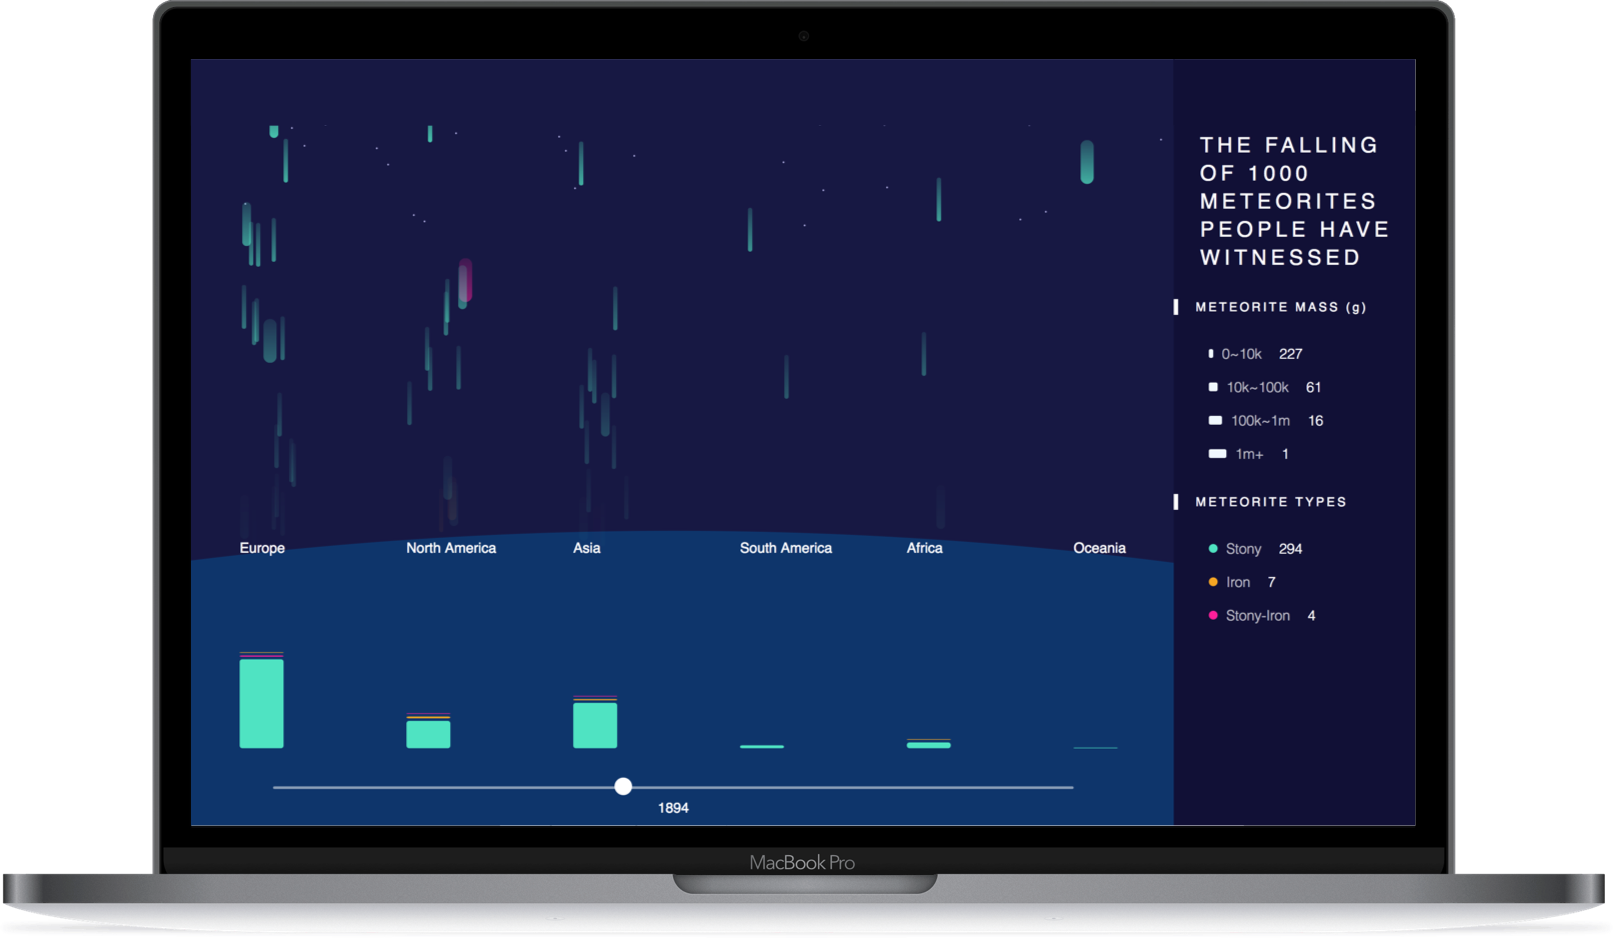 THE FALLING
OF 1000
METEORITES
PEOPLE HAVE
WITNESSED
METEORITE MASS (g)
0~10k 227
10k~100k 61
100k~1m 16
1m+ 1
METEORITE TYPES
Stony 294
Iron 7
Stony-Iron 4
Europe North America Asia South America Africa Oceania
1894
MacBook Pro